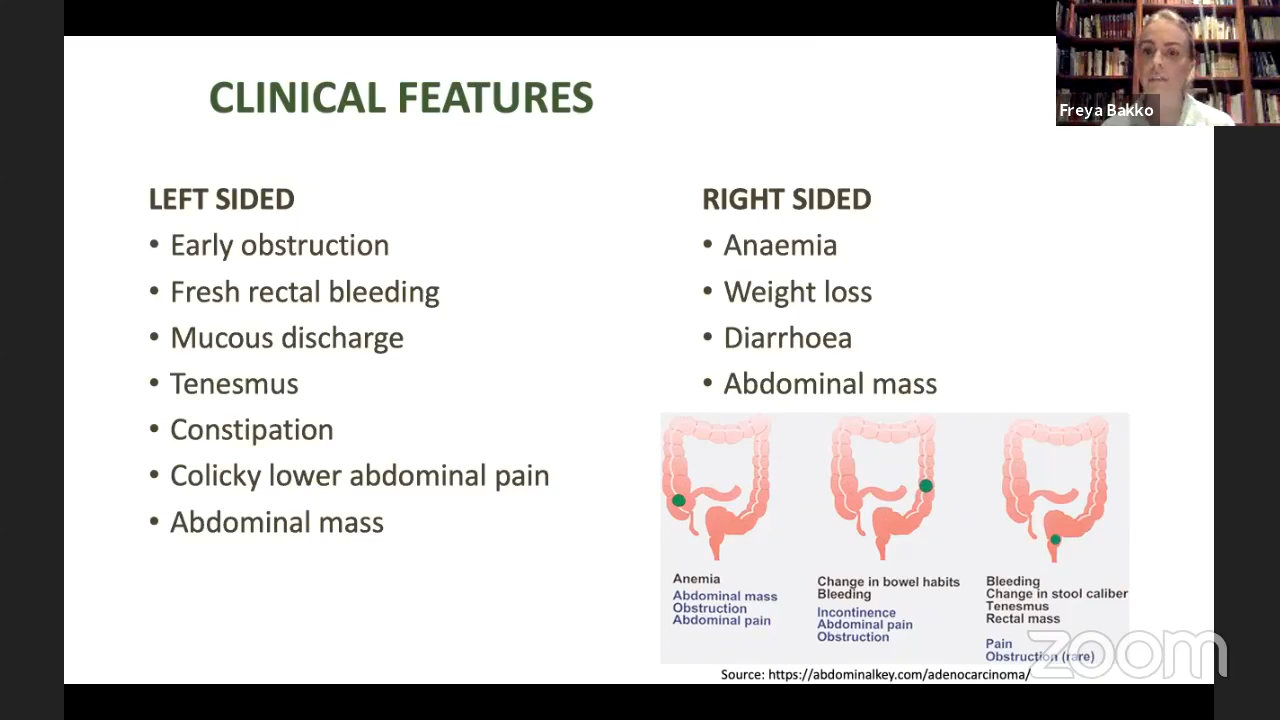 Freya Bakko
CLINICAL FEATURES
LEFT SIDED
• Early obstruction
• Fresh rectal bleeding
• Mucous discharge
• Tenesmus
• Constipation
• Colicky lower abdominal pain
• Abdominal mass
RIGHT SIDED
• Anaemia
• Weight loss
• Diarrhoea
• Abdominal mass
Anemia
Abdominal mass
Obstruction
Abdominal pain
Change in bowel habits
Bleeding
Incontinence
Abdominal pain
Obstruction
Bleeding
Change in stool caliber
Tenesmus
Rectal mass
Pain
Obstruction (rare)
Source: https://abdominalkey.com/adenocarcinoma/
zoom